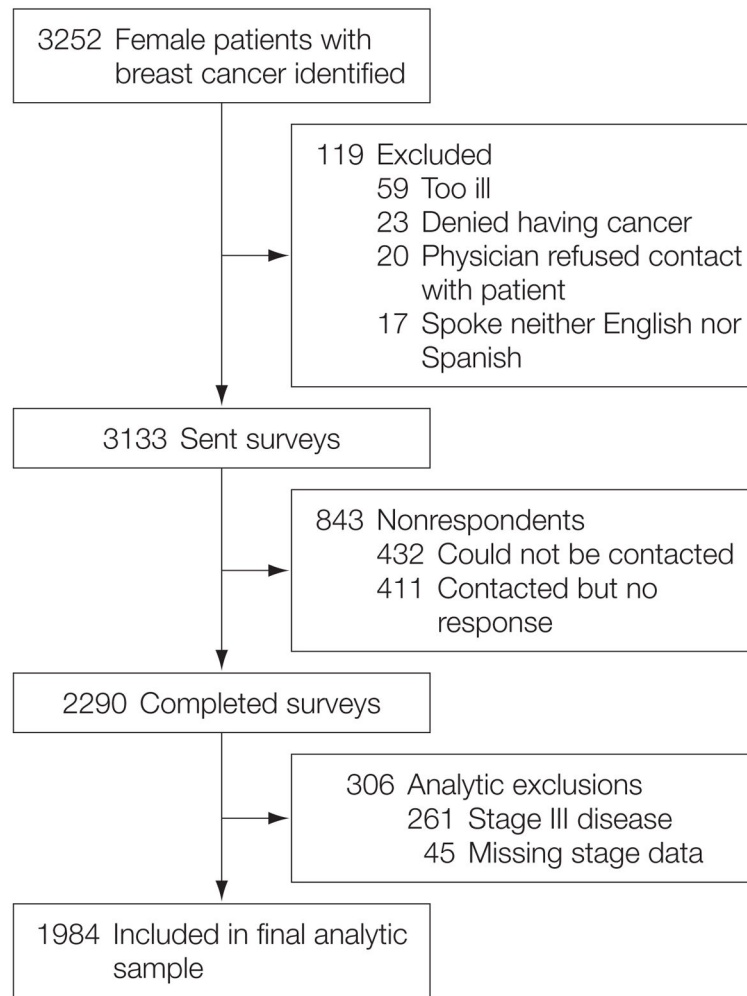 3252 Female patients with
breast cancer identified
119 Excluded
59 Too ill
23 Denied having cancer
20 Physician refused contact
with patient
17 Spoke neither English nor
Spanish
3133 Sent surveys
843 Nonrespondents
432 Could not be contacted
411 Contacted but no
response
2290 Completed surveys
306 Analytic exclusions
261 Stage III disease
45 Missing stage data
1984 Included in final analytic
sample